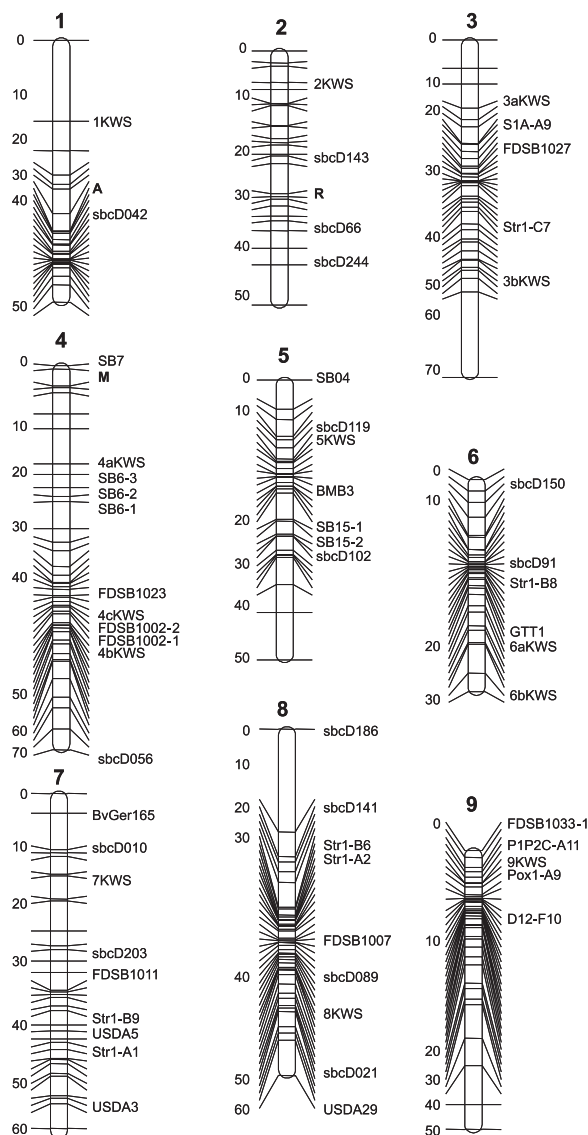 1
0
10
1KWS
20
30
A
40
sbcD042
50
2
0
2KWS
10
sbcD143
20
30
R
sbcD66
40
sbcD244
50
3
0
10
3aKWS
20
S1A-A9
FDSB1027
30
Str1-C7
40
50
3bKWS
60
70
4
0
SB7
M
10
4aKWS
20
SB6-3
SB6-2
SB6-1
30
40
FDSB1023
4cKWS
FDSB1002-2
FDSB1002-1
4bKWS
50
60
70
sbcD056
5
0
SB04
10
sbcD119
5KWS
BMB3
20
SB15-1
SB15-2
30
sbcD102
40
50
6
0
sbcD150
10
sbcD91
Str1-B8
GTT1
20
6aKWS
30
6bKWS
7
0
BvGer165
10
sbcD010
7KWS
20
sbcD203
30
FDSB1011
Str1-B9
40
USDA5
Str1-A1
50
USDA3
60
8
0
sbcD186
10
20
sbcD141
30
Str1-B6
Str1-A2
FDSB1007
40
sbcD089
8KWS
50
sbcD021
60
USDA29
9
0
FDSB1033-1
P1P2C-A11
9KWS
Pox1-A9
D12-F10
10
20
30
40
50